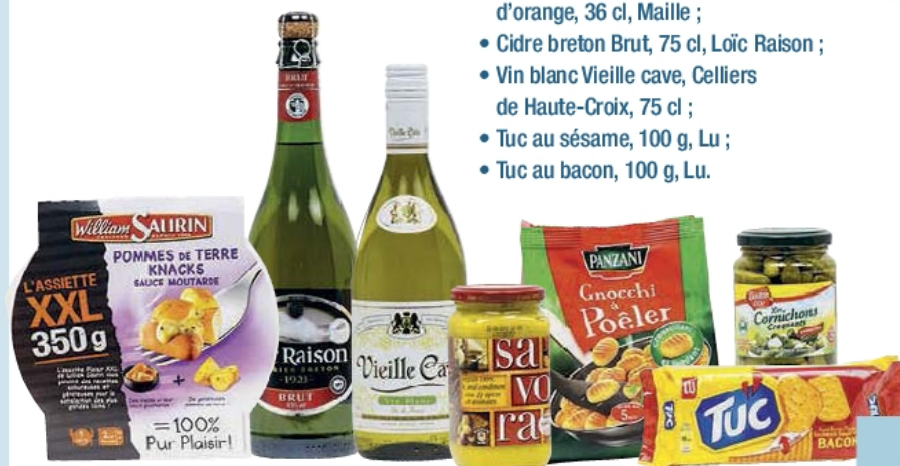 d'orange, 36 cl, Maille ;
• Cidre breton Brut, 75 cl, Loïc Raison ;
• Vin blanc Vieille cave, Celliers
de Haute-Croix, 75 cl ;
• Tuc au sésame, 100 g, Lu ;
• Tuc au bacon, 100 g, Lu.
William SAURIN
POMMES DE TERRE
KNACKS
SAUCE MOUTARDE
L'ASSIETTE
XXL
350g
=100%
Pur Plaisir!
BRUT
Raison
1923
BRUT
Vieille Ca
PANZANI
Gnocchi
à
Poêler
sa
vo
ra
Cornichons
Croquants
LU
TUC
BACON